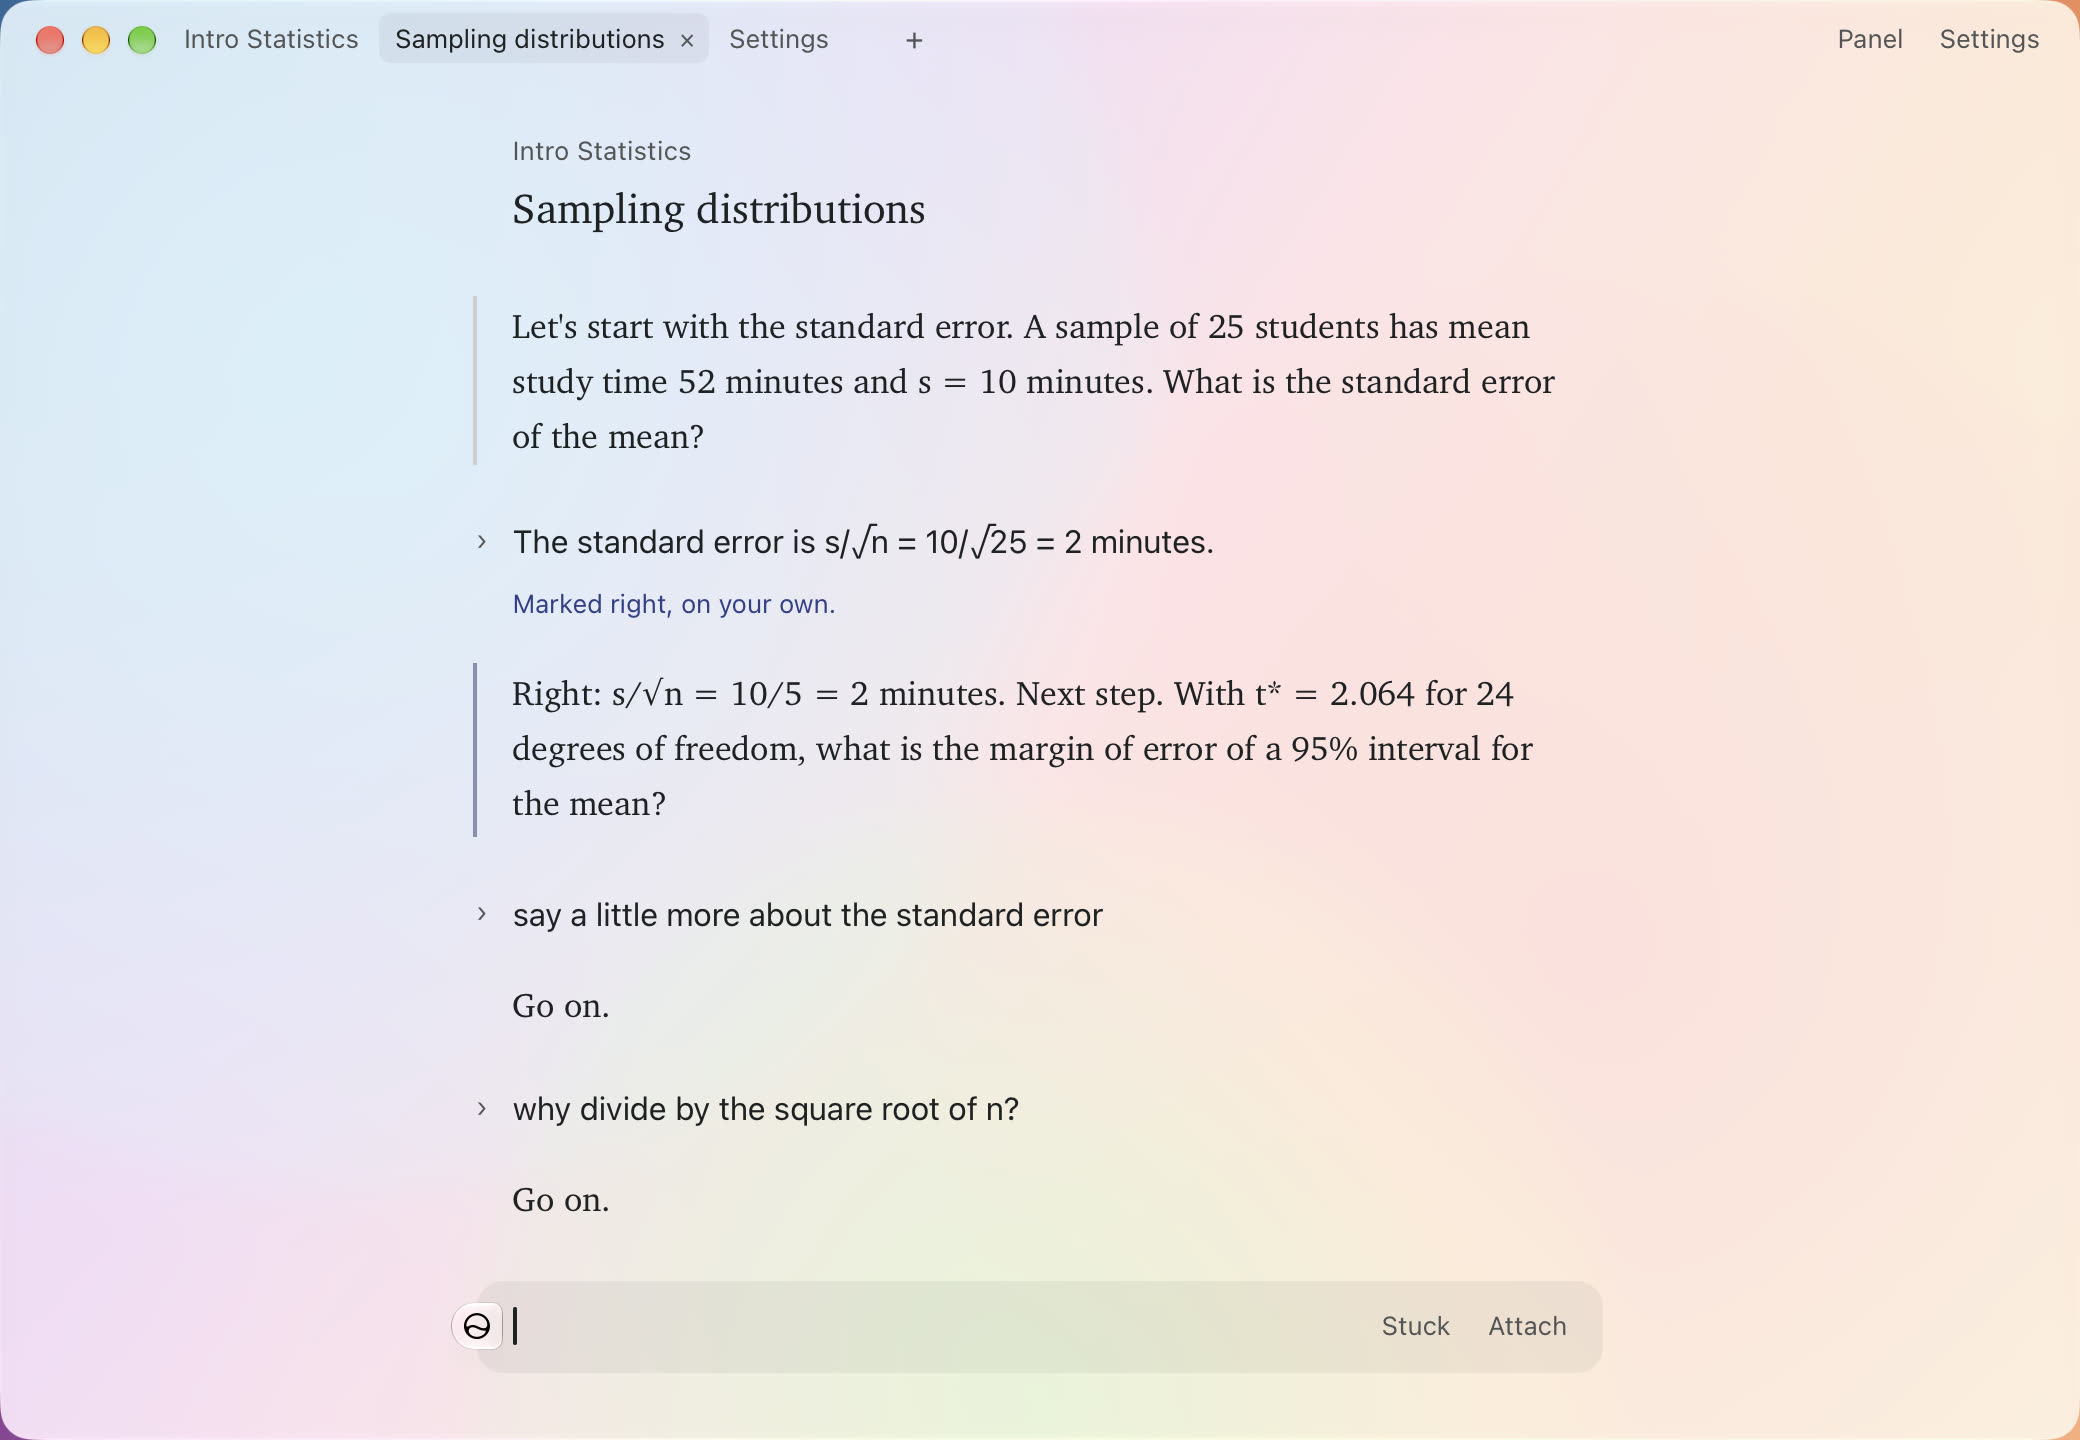 Intro Statistics
Sampling distributions ×
Settings
+
Panel
Settings
Intro Statistics
Sampling distributions
Let's start with the standard error. A sample of 25 students has mean
study time 52 minutes and s = 10 minutes. What is the standard error
of the mean?
› The standard error is s/√n = 10/√25 = 2 minutes.
Marked right, on your own.
Right: s/√n = 10/5 = 2 minutes. Next step. With t* = 2.064 for 24
degrees of freedom, what is the margin of error of a 95% interval for
the mean?
› say a little more about the standard error
Go on.
› why divide by the square root of n?
Go on.
Stuck
Attach